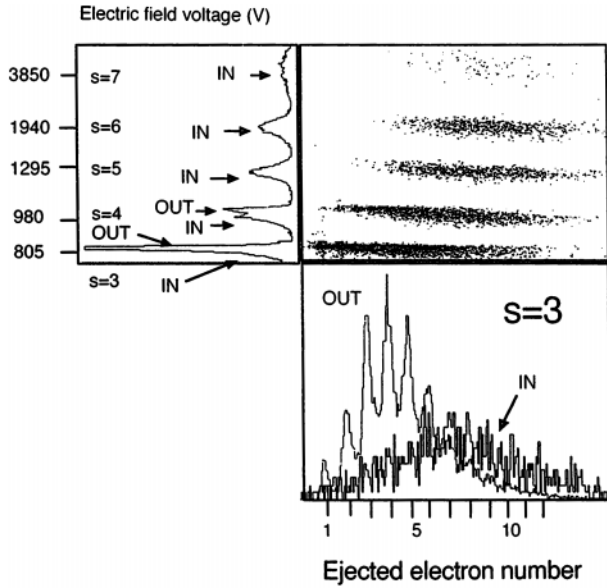 Electric field voltage (V)
3850
s=7
IN
1940
s=6
IN
1295
s=5
IN
OUT
980
s=4
IN
OUT
805
s=3
IN
OUT
s=3
IN
1 5 10
Ejected electron number